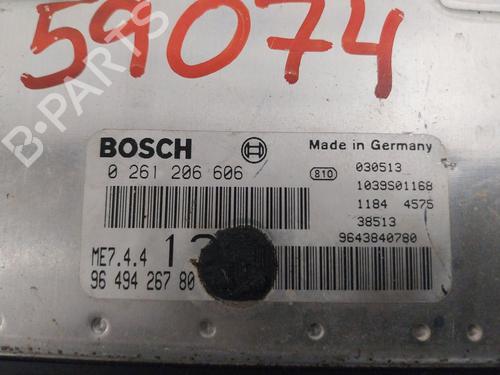 59074
BOSCH
Made in Germany
0 261 206 606
810
030513
1039S01168
1184 4575
38513
9643840780
ME7.4.4
96 494 267 80
B-PARTS